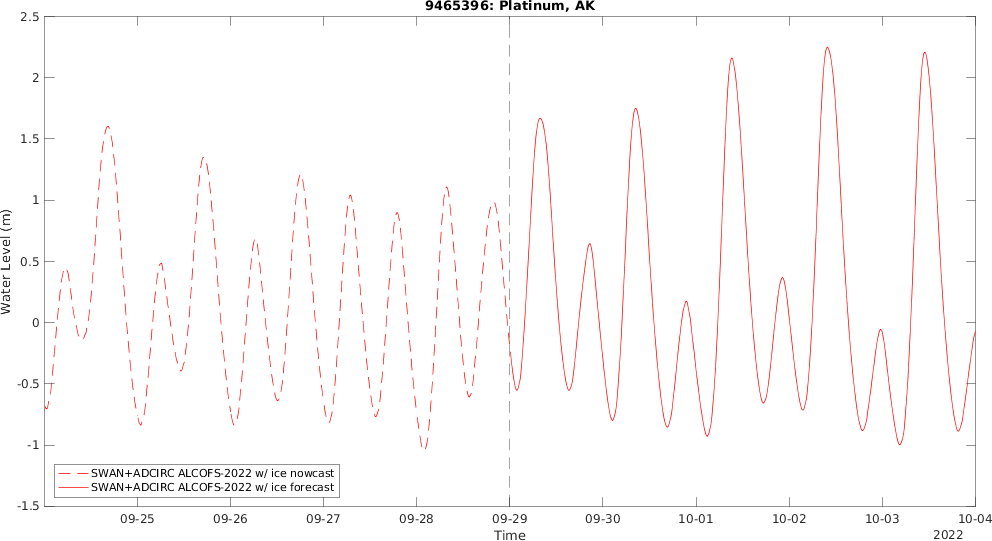 9465396: Platinum, AK
2.5
2
1.5
1
0.5
0
-0.5
-1
-1.5
Water Level (m)
SWAN+ADCIRC ALCOFS-2022 w/ ice nowcast
SWAN+ADCIRC ALCOFS-2022 w/ ice forecast
09-25 09-26 09-27 09-28 09-29 09-30 10-01 10-02 10-03 10-04
Time
2022